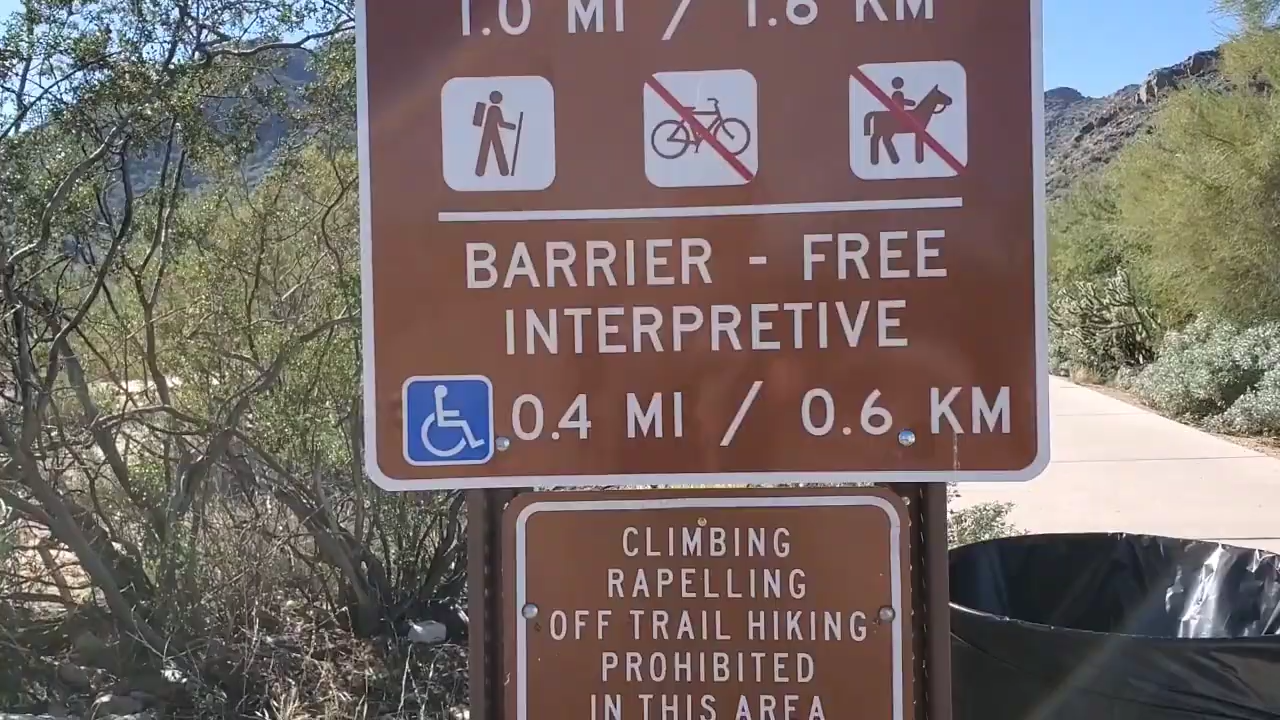 1.0 MI / 1.6 KM
BARRIER - FREE
INTERPRETIVE
0.4 MI / 0.6 KM
CLIMBING
RAPELLING
OFF TRAIL HIKING
PROHIBITED
IN THIS AREA